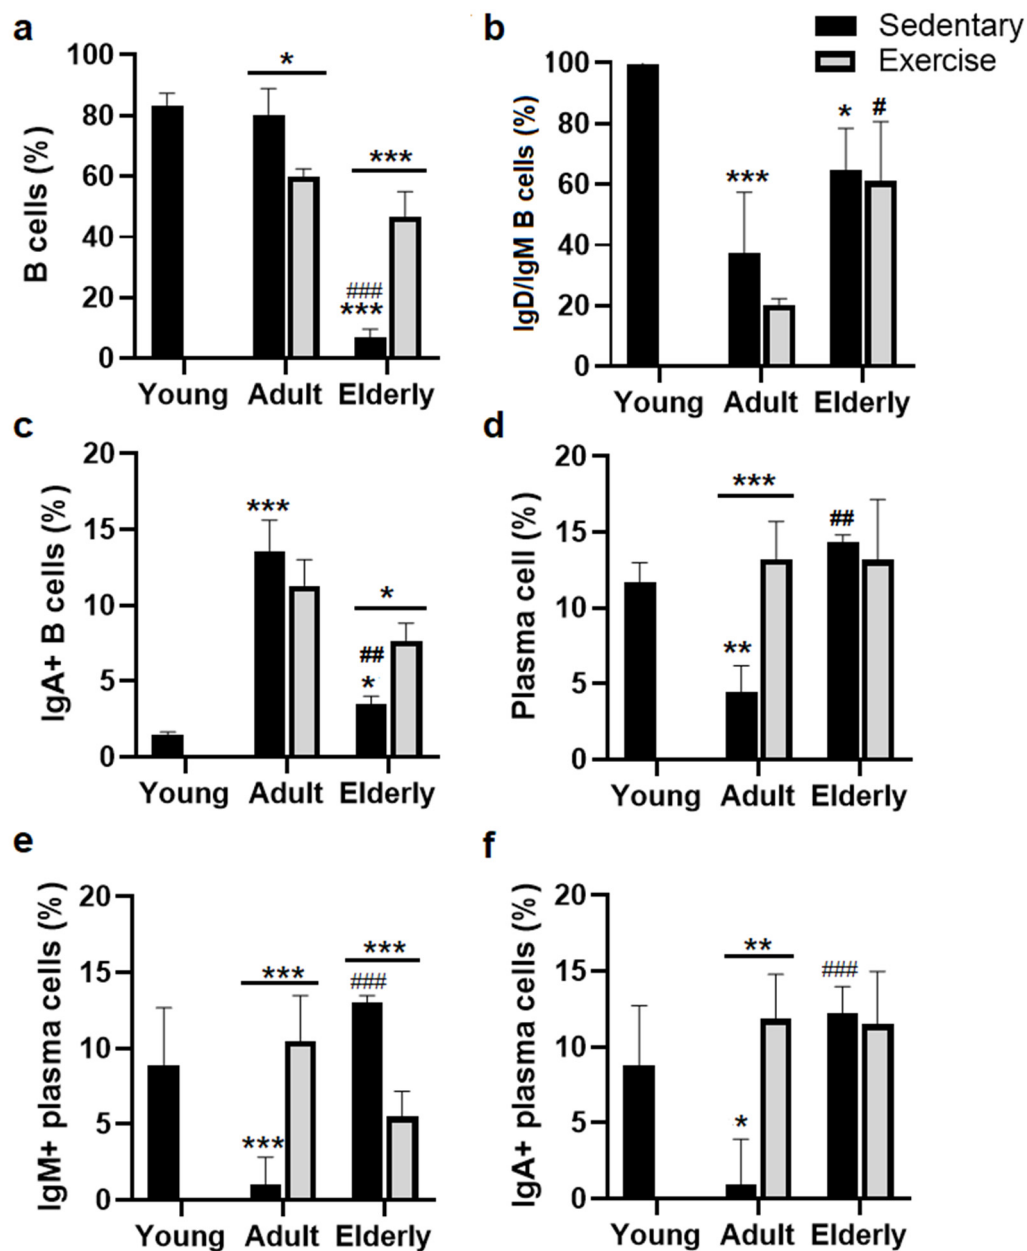 a
B cells (%)
100
80
60
40
20
0
*
***
###
***
Young Adult Elderly
b
Sedentary
Exercise
IgD/IgM B cells (%)
100
80
60
40
20
0
***
* #
Young Adult Elderly
c
IgA+ B cells (%)
20
15
10
5
0
***
*
##
*
Young Adult Elderly
d
Plasma cell (%)
20
15
10
5
0
***
**
##
Young Adult Elderly
e
IgM+ plasma cells (%)
20
15
10
5
0
***
***
***
###
Young Adult Elderly
f
IgA+ plasma cells (%)
20
15
10
5
0
**
*
###
Young Adult Elderly